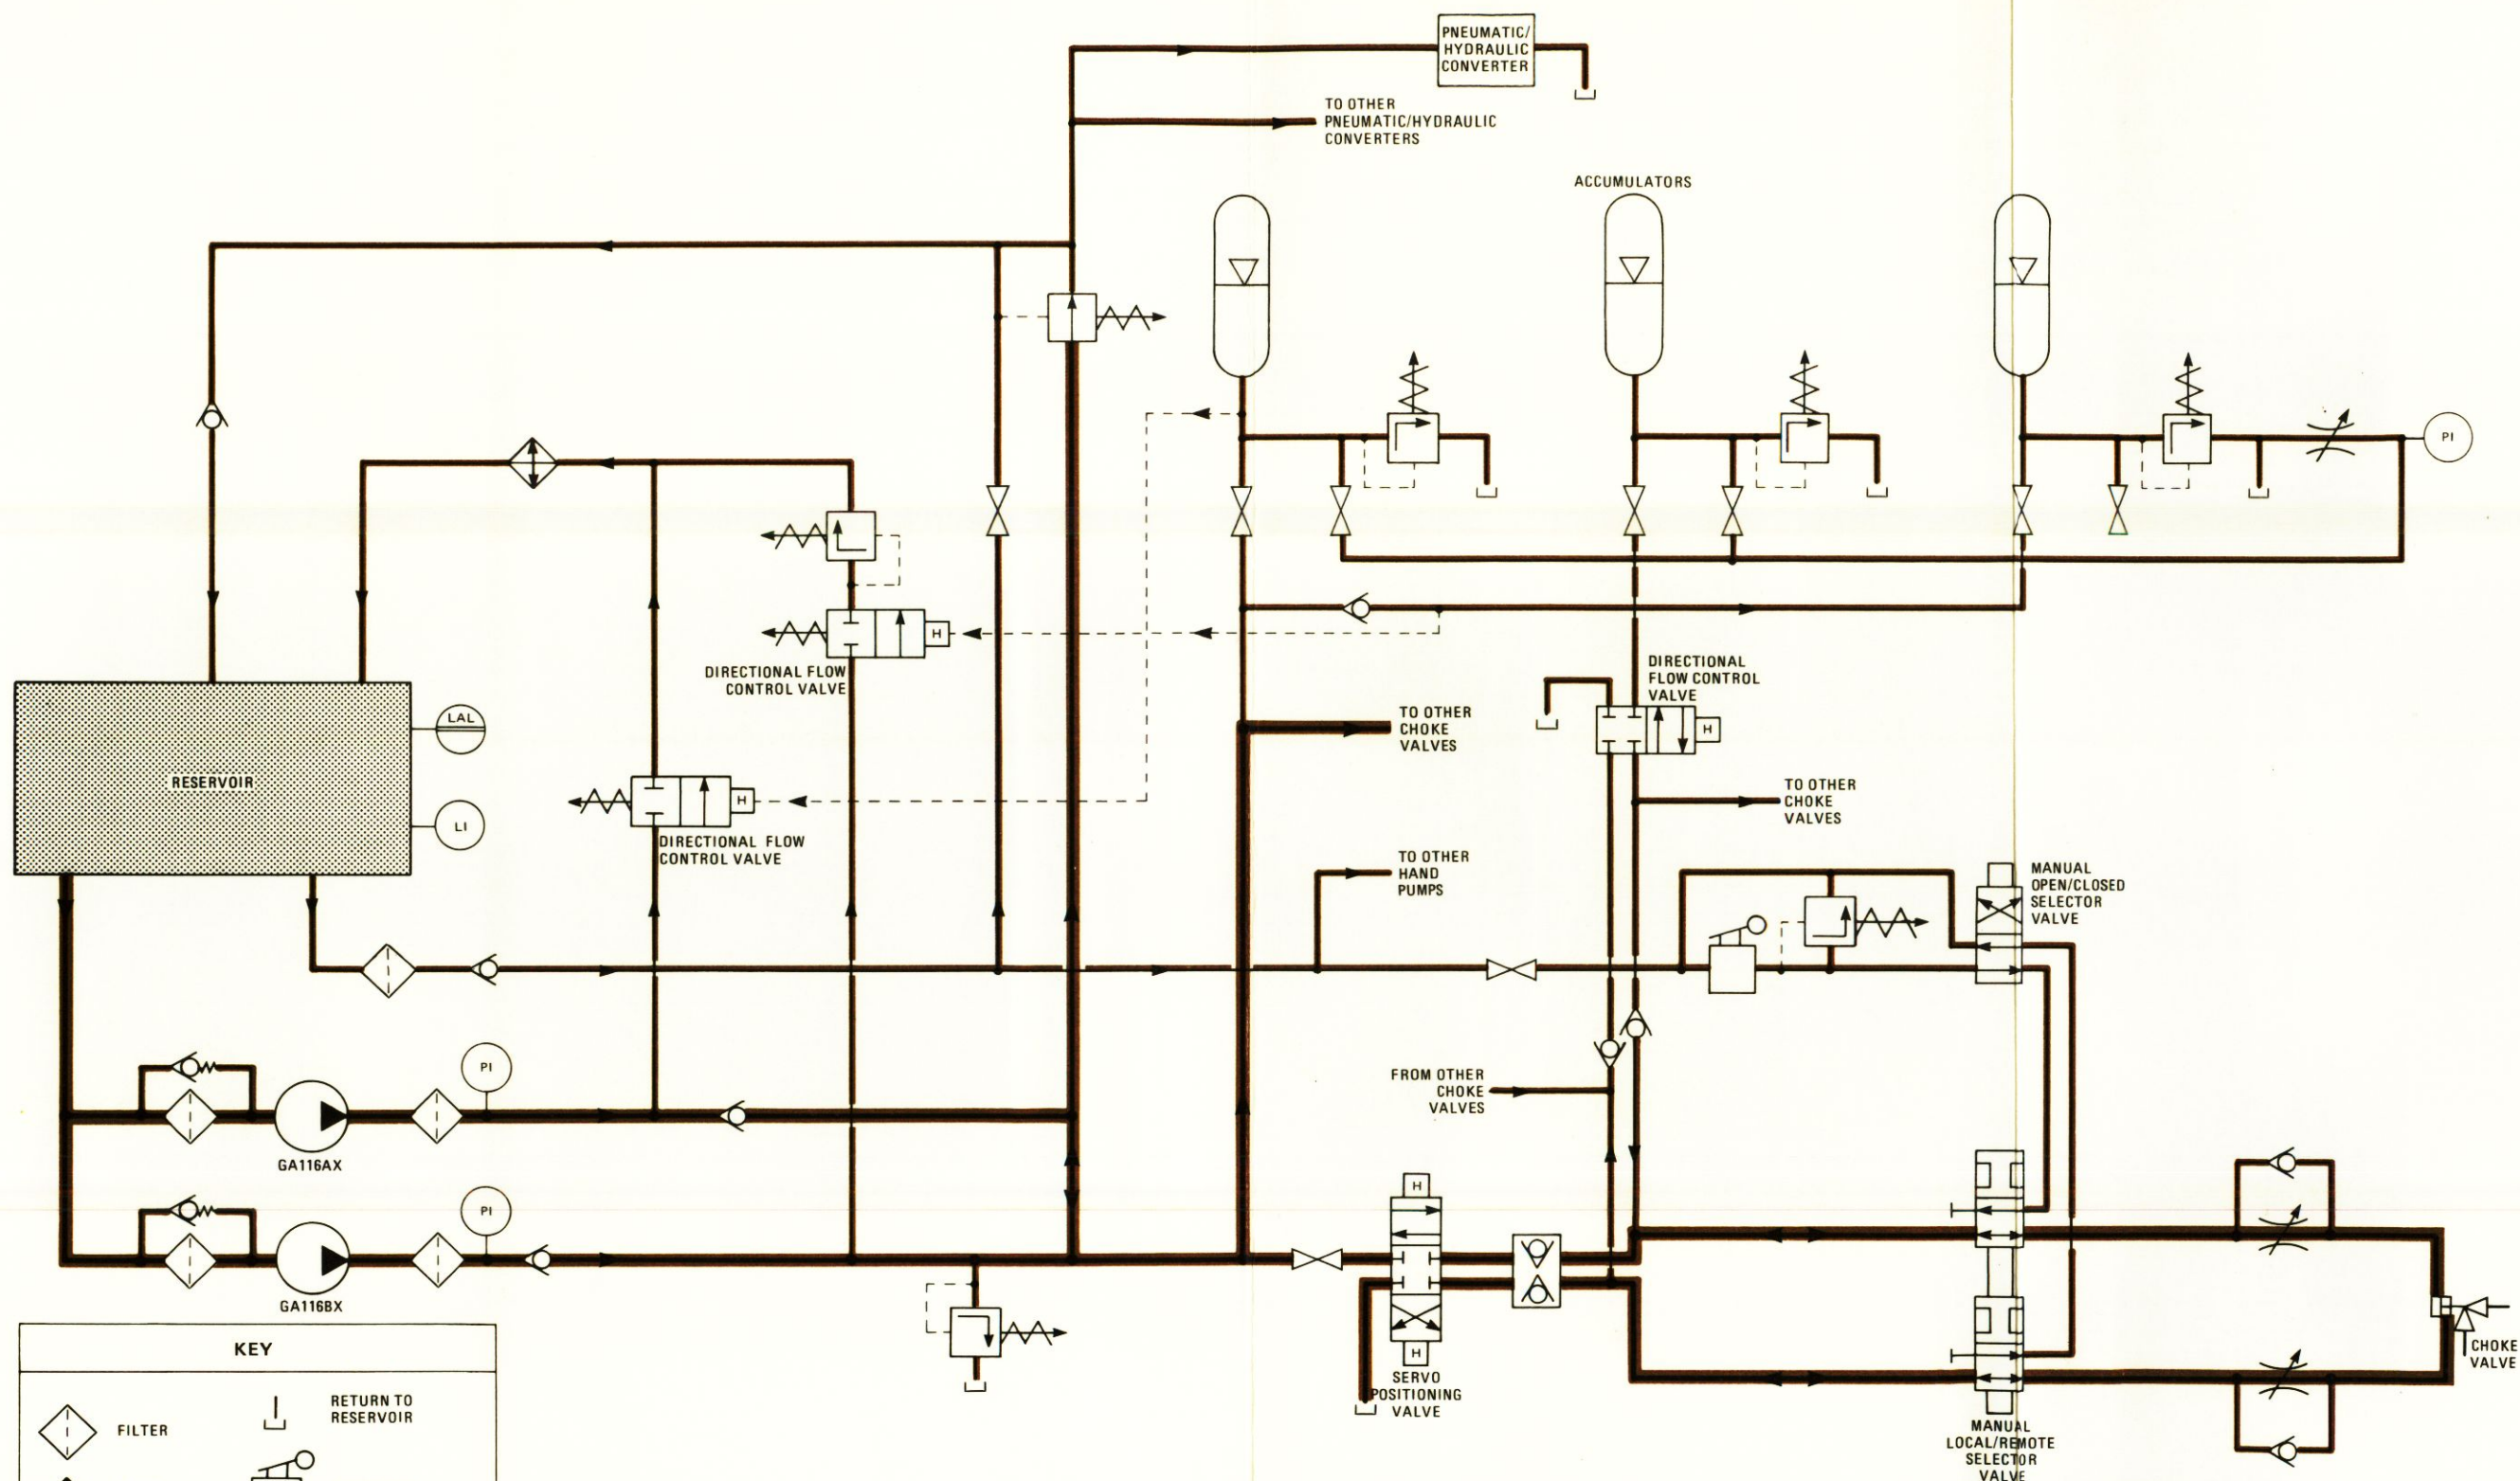 PNEUMATIC/
HYDRAULIC
CONVERTER
TO OTHER
PNEUMATIC/HYDRAULIC
CONVERTERS
ACCUMULATORS
PI
H
DIRECTIONAL FLOW
CONTROL VALVE
DIRECTIONAL
FLOW CONTROL
VALVE
H
LAL
RESERVOIR
LI
TO OTHER
CHOKE
VALVES
H
DIRECTIONAL FLOW
CONTROL VALVE
TO OTHER
CHOKE
VALVES
TO OTHER
HAND
PUMPS
MANUAL
OPEN/CLOSED
SELECTOR
VALVE
PI
GA116AX
FROM OTHER
CHOKE
VALVES
PI
GA116BX
H
H
SERVO
POSITIONING
VALVE
CHOKE
VALVE
MANUAL
LOCAL/REMOTE
SELECTOR
VALVE
KEY
FILTER
RETURN TO
RESERVOIR